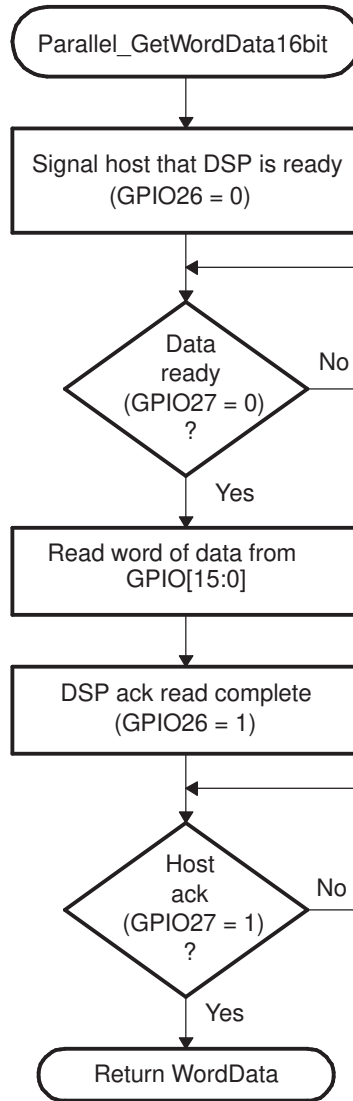 Parallel_GetWordData16bit
Signal host that DSP is ready
(GPIO26 = 0)
Data
ready
(GPIO27 = 0)
?
No
Yes
Read word of data from
GPIO[15:0]
DSP ack read complete
(GPIO26 = 1)
Host
ack
(GPIO27 = 1)
?
No
Yes
Return WordData